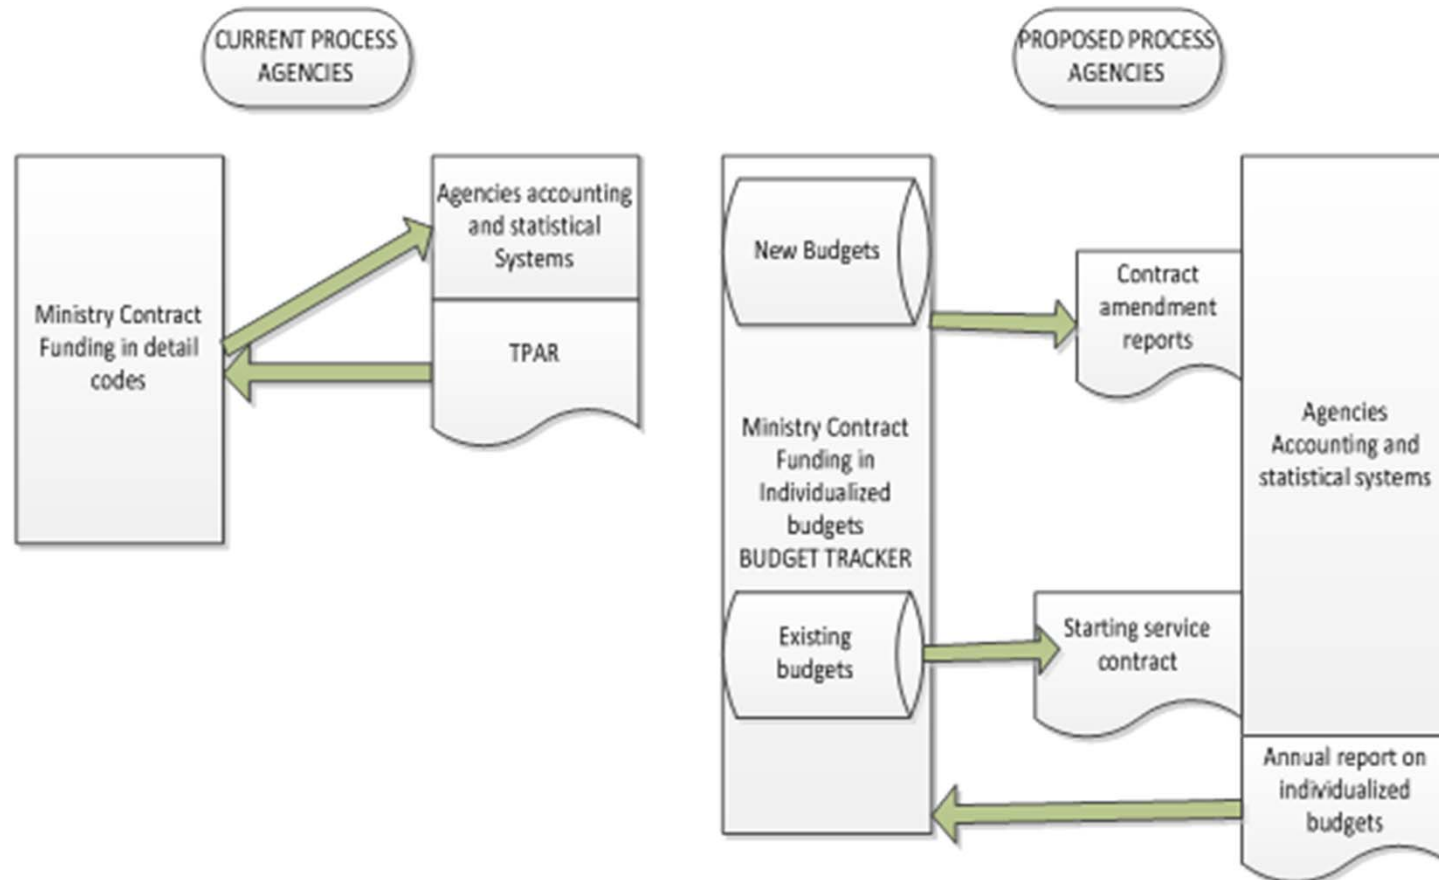 CURRENT PROCESS
AGENCIES
PROPOSED PROCESS
AGENCIES
Ministry Contract
Funding in detail
codes
Agencies accounting
and statistical
Systems
TPAR
New Budgets
Ministry Contract
Funding in
Individualized
budgets
BUDGET TRACKER
Existing
budgets
Contract
amendment
reports
Starting service
contract
Agencies
Accounting and
statistical systems
Annual report on
individualized
budgets